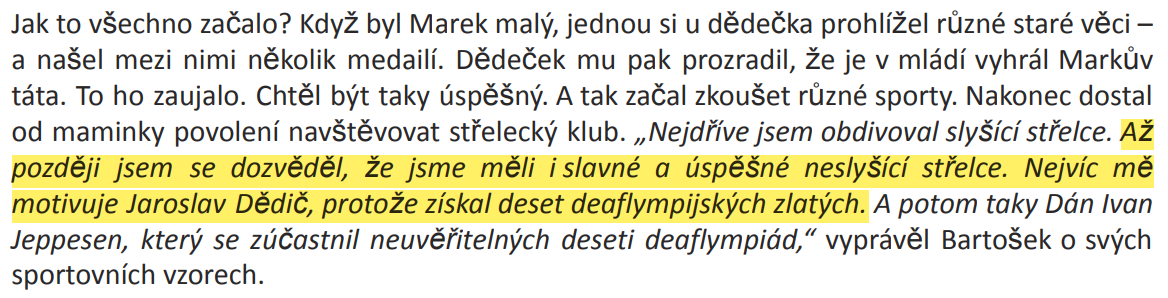 Jak to všechno začalo? Když byl Marek malý, jednou si u dědečka prohlížel různé staré věci –
a našel mezi nimi několik medailí. Dědeček mu pak prozradil, že je v mládí vyhrál Markův
táta. To ho zaujalo. Chtěl být taky úspěšný. A tak začal zkoušet různé sporty. Nakonec dostal
od maminky povolení navštěvovat střelecký klub. „Nejdříve jsem obdivoval slyšící střelce. Až
později jsem se dozvěděl, že jsme měli i slavné a úspěšné neslyšící střelce. Nejvíc mě
motivuje Jaroslav Dědič, protože získal deset deaflympijských zlatých. A potom taky Dán Ivan
Jeppesen, který se zúčastnil neuvěřitelných deseti deaflympiád,“ vyprávěl Bartošek o svých
sportovních vzorech.